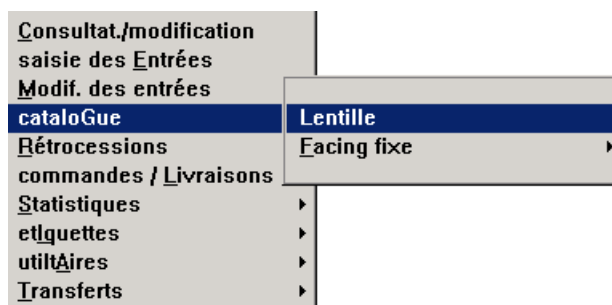 Consultat./modification
saisie des Entrées
Modif. des entrées
cataloGue
Lentille
Rétrocessions
Facing fixe
commandes / Livraisons
Statistiques
etIquettes
utiltAires
Transferts